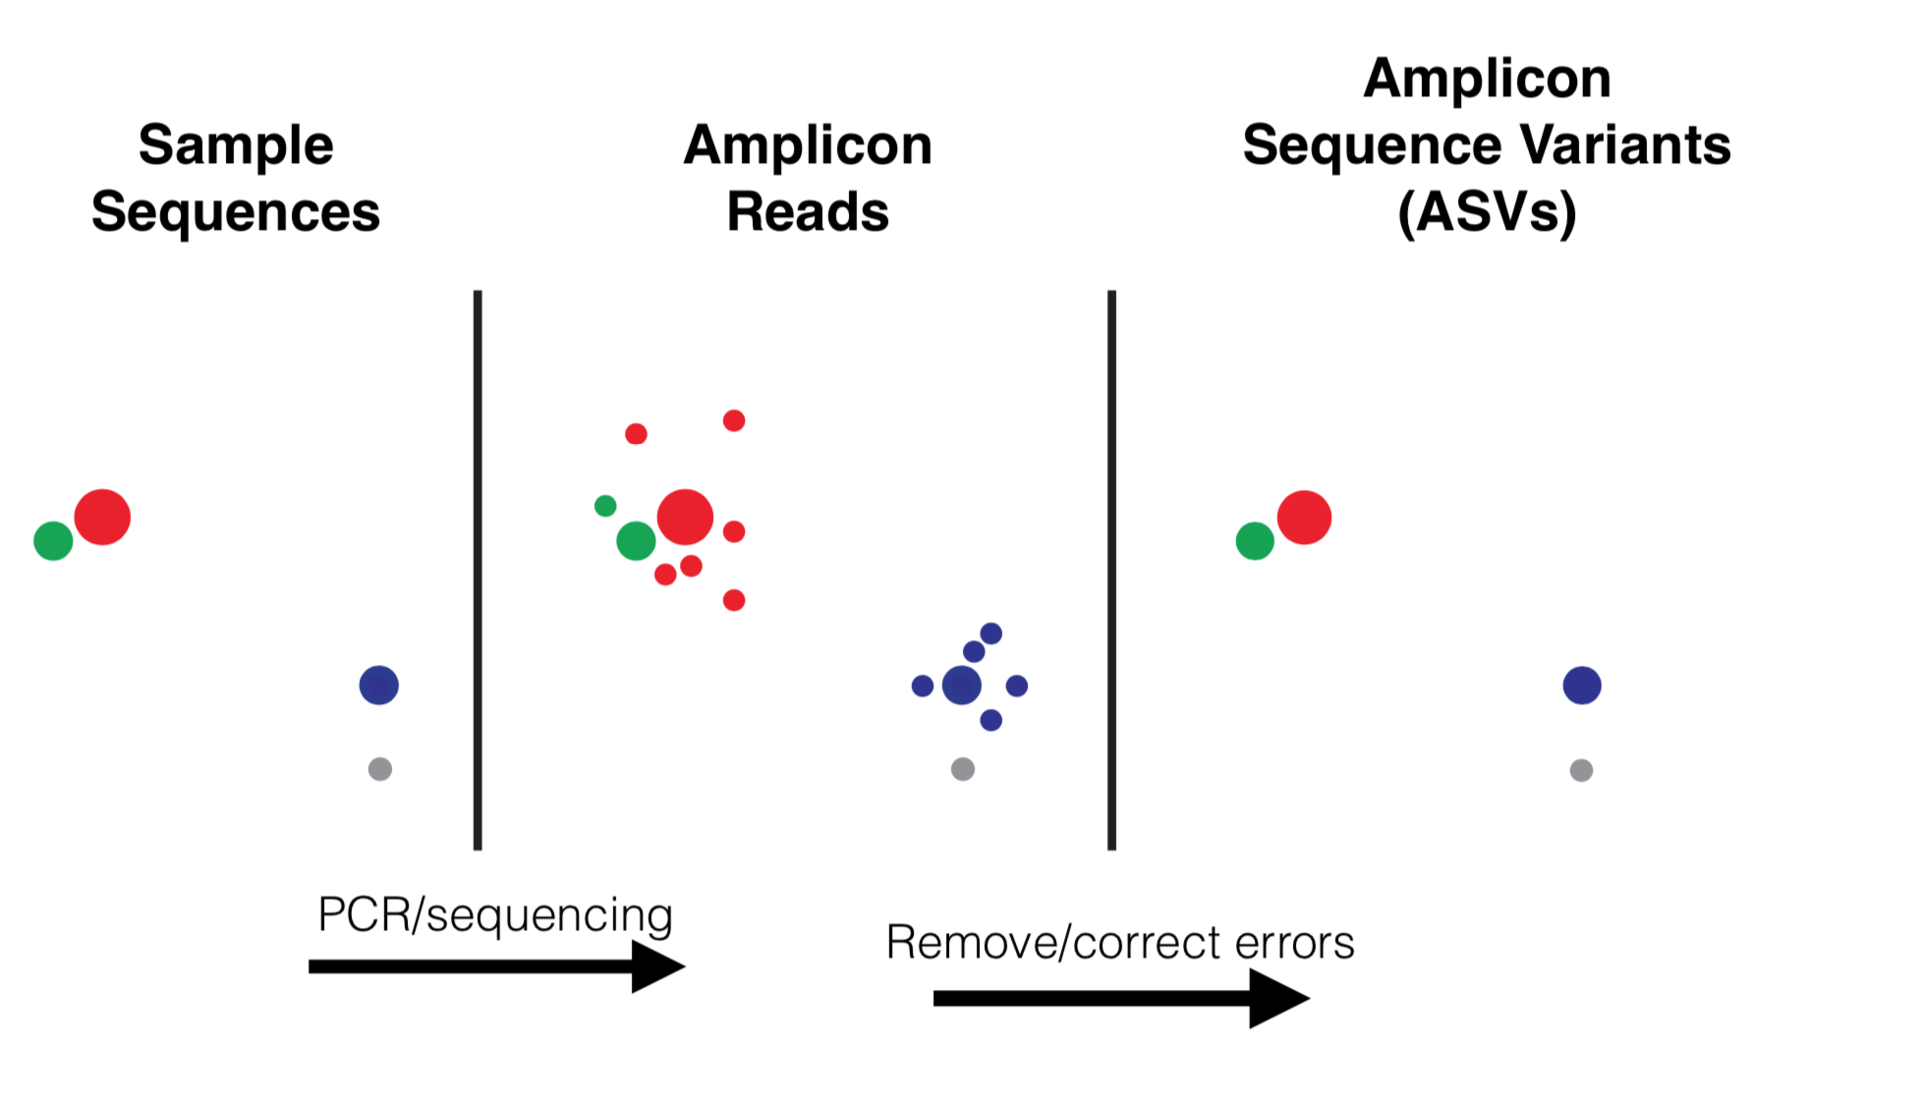 Sample
Sequences
Amplicon
Reads
Amplicon
Sequence Variants
(ASVs)
PCR/sequencing
Remove/correct errors